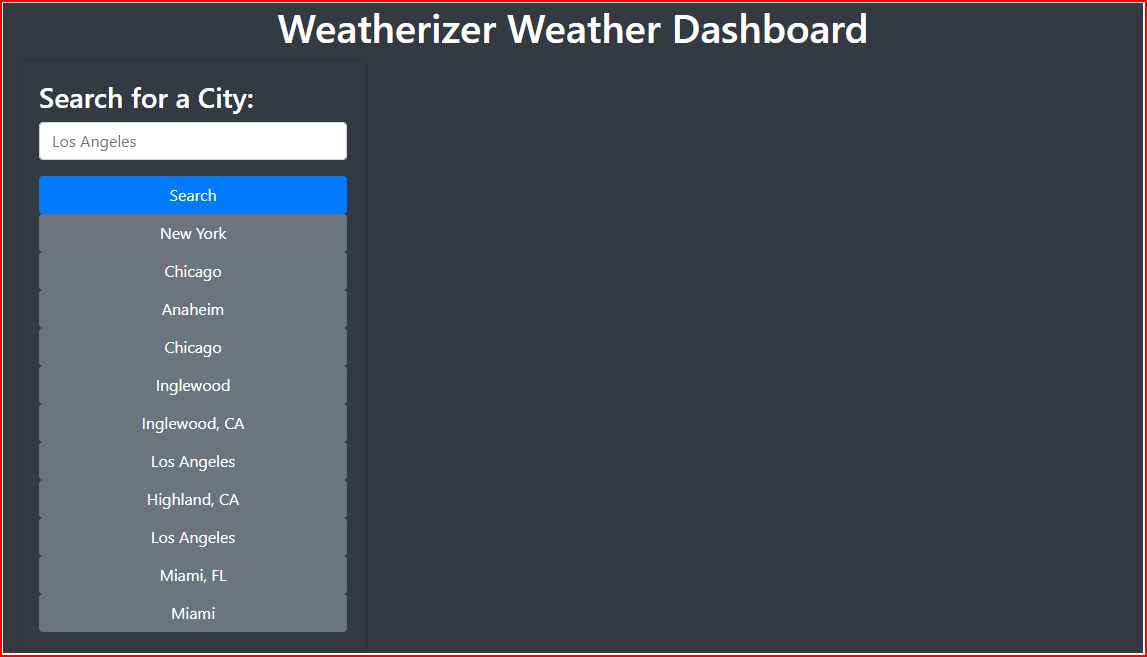 Weatherizer Weather Dashboard
Search for a City:
Los Angeles
Search
New York
Chicago
Anaheim
Chicago
Inglewood
Inglewood, CA
Los Angeles
Highland, CA
Los Angeles
Miami, FL
Miami